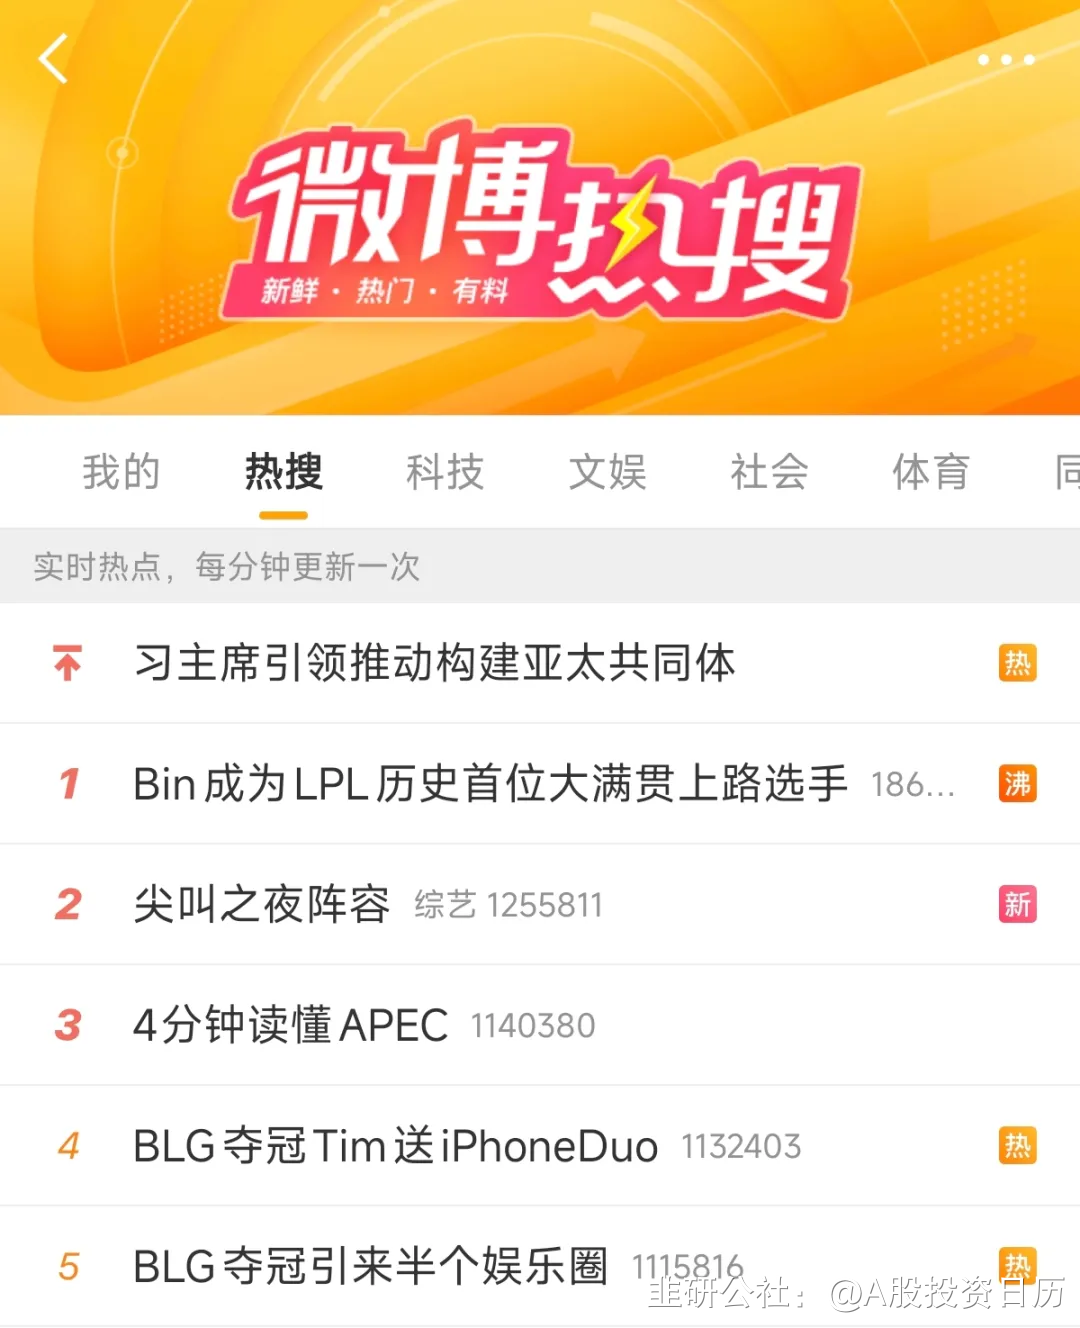 微博热搜
新鲜·热门·有料
我的 热搜 科技 文娱 社会 体育 同
实时热点，每分钟更新一次
习主席引领推动构建亚太共同体 热
1 Bin成为LPL历史首位大满贯上路选手 186... 沸
2 尖叫之夜阵容 综艺 1255811 新
3 4分钟读懂APEC 1140380
4 BLG夺冠Tim送iPhoneDuo 1132403 热
5 BLG夺冠引来半个娱乐圈 1115816 热
韭研公社：@A股投资日历